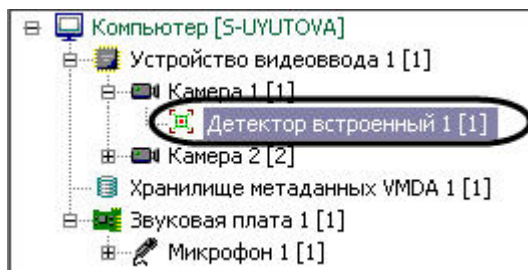 Компьютер [S-UYUTOVA]
Устройство видеоввода 1 [1]
Камера 1 [1]
Детектор встроенный 1 [1]
Камера 2 [2]
Хранилище метаданных VMDA 1 [1]
Звуковая плата 1 [1]
Микрофон 1 [1]